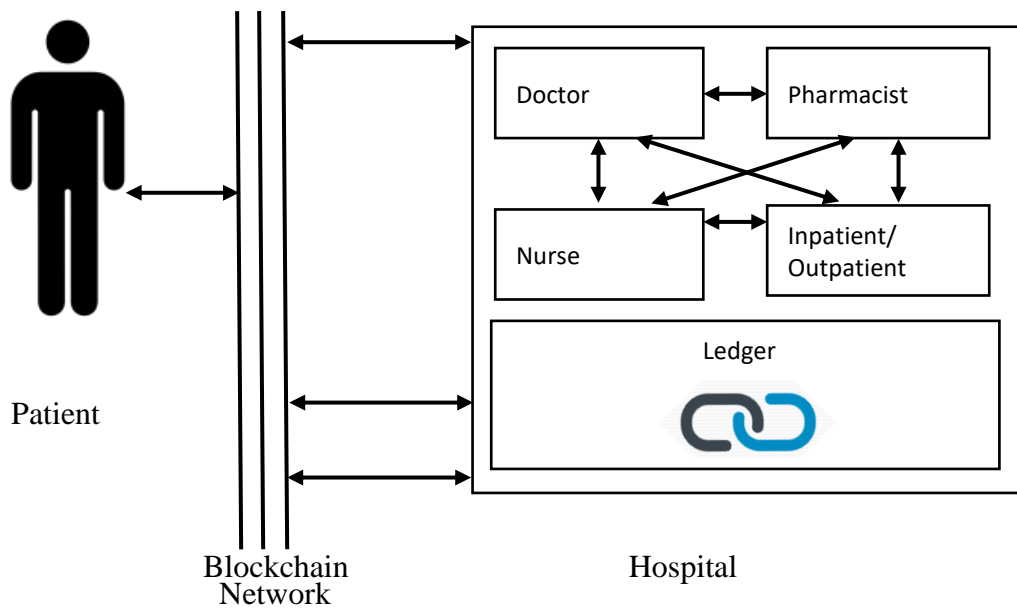 Doctor
Pharmacist
Nurse
Inpatient/
Outpatient
Ledger
Patient
Blockchain
Network
Hospital